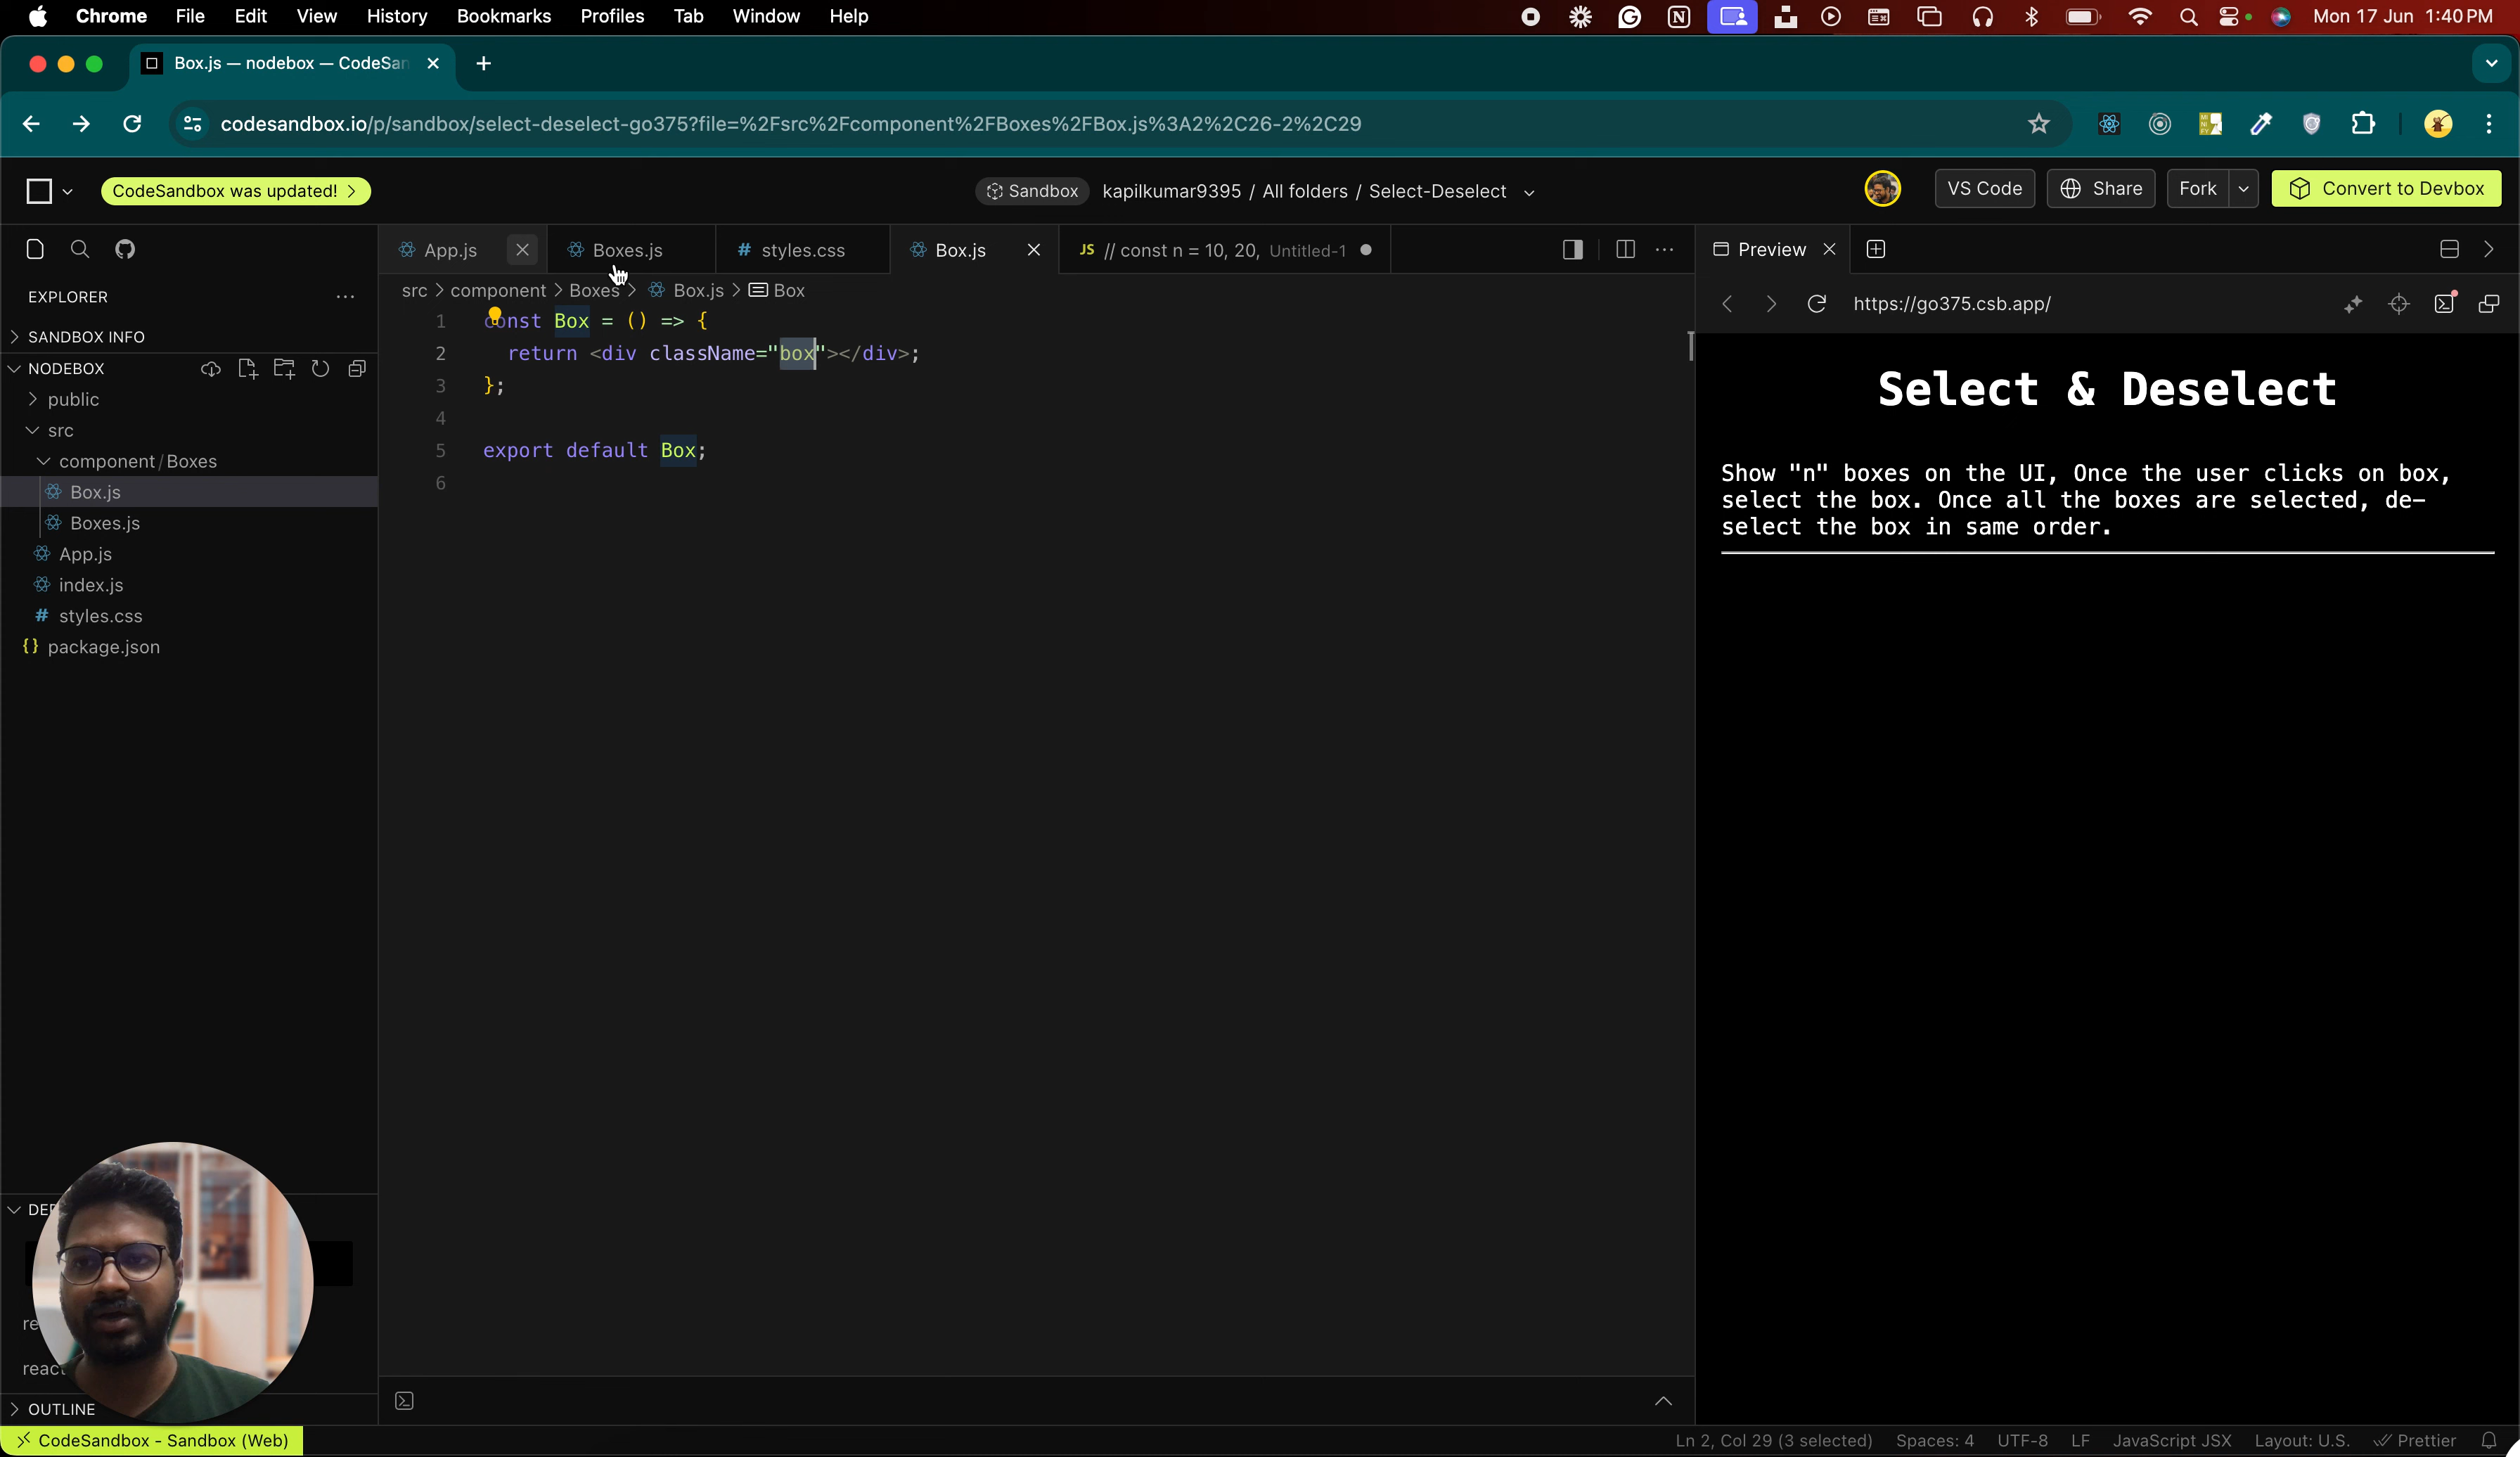 Chrome File Edit View History Bookmarks Profiles Tab Window Help
Mon 17 Jun 1:40 PM
Box.js — nodebox — CodeSan
codesandbox.io/p/sandbox/select-deselect-go375?file=%2Fsrc%2Fcomponent%2FBoxes%2FBox.js%3A2%2C26-2%2C29
CodeSandbox was updated!
Sandbox kapilkumar9395 / All folders / Select-Deselect
VS Code Share Fork Convert to Devbox
App.js Boxes.js # styles.css Box.js JS // const n = 10, 20, Untitled-1
Preview
EXPLORER
SANDBOX INFO
NODEBOX
public
src
component/Boxes
Box.js
Boxes.js
App.js
index.js
# styles.css
{} package.json
src > component > Boxes > Box.js > Box
1 const Box = () => {
2 return <div className="box"></div>;
3 };
4
5 export default Box;
6
https://go375.csb.app/
Select & Deselect
Show "n" boxes on the UI, Once the user clicks on box,
select the box. Once all the boxes are selected, de-
select the box in same order.
OUTLINE
CodeSandbox - Sandbox (Web)
Ln 2, Col 29 (3 selected) Spaces: 4 UTF-8 LF JavaScript JSX Layout: U.S. Prettier